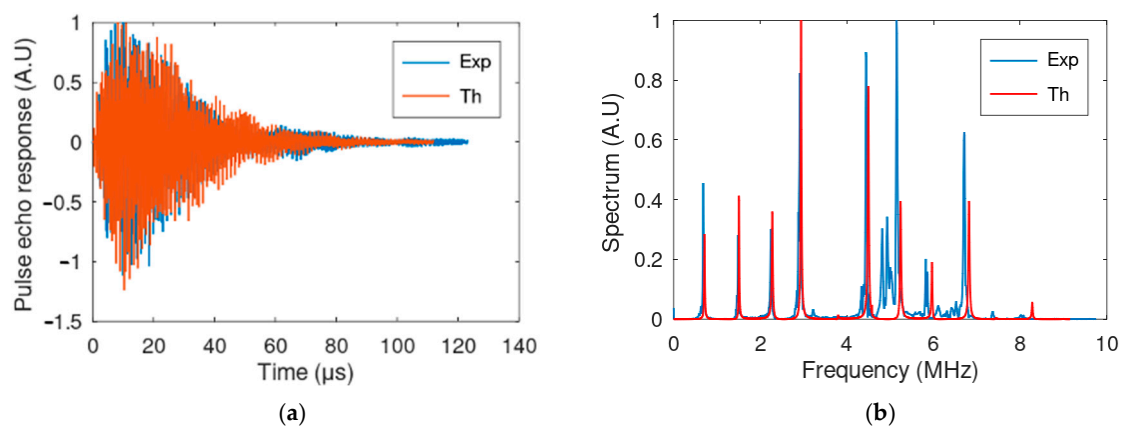 Pulse echo response (A.U)
1
0.5
0
−0.5
−1
−1.5
0 20 40 60 80 100 120 140
Time (μs)
Exp
Th
(a)
Spectrum (A.U)
1
0.8
0.6
0.4
0.2
0
0 2 4 6 8 10
Frequency (MHz)
Exp
Th
(b)